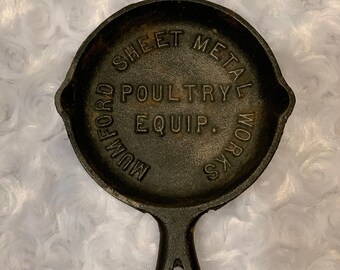 MUMFORD SHEET METAL WORKS
POULTRY
EQUIP.